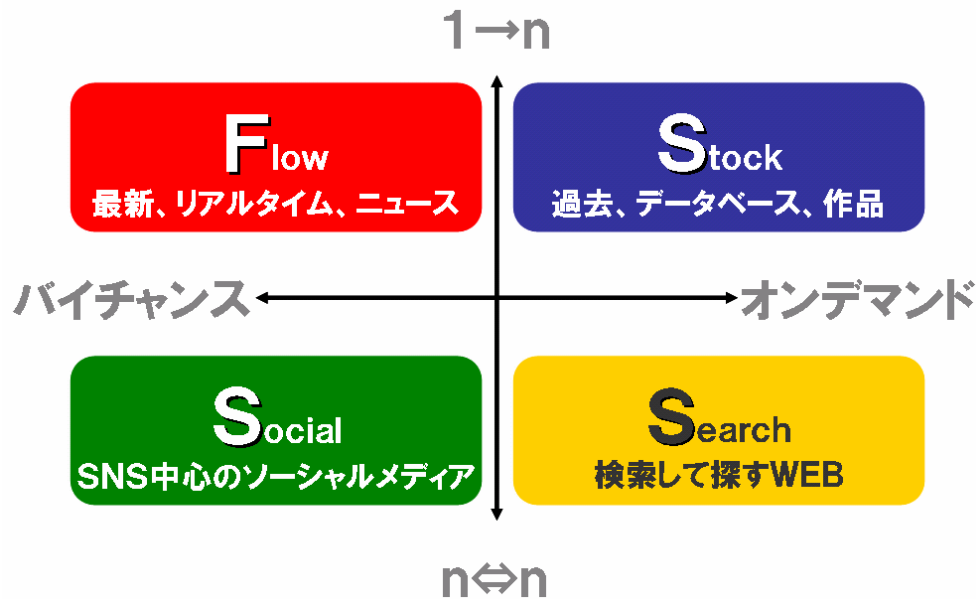 1→n
Flow
最新、リアルタイム、ニュース
Stock
過去、データベース、作品
バイチャンス
オンデマンド
Social
SNS中心のソーシャルメディア
Search
検索して探すWEB
n⇔n